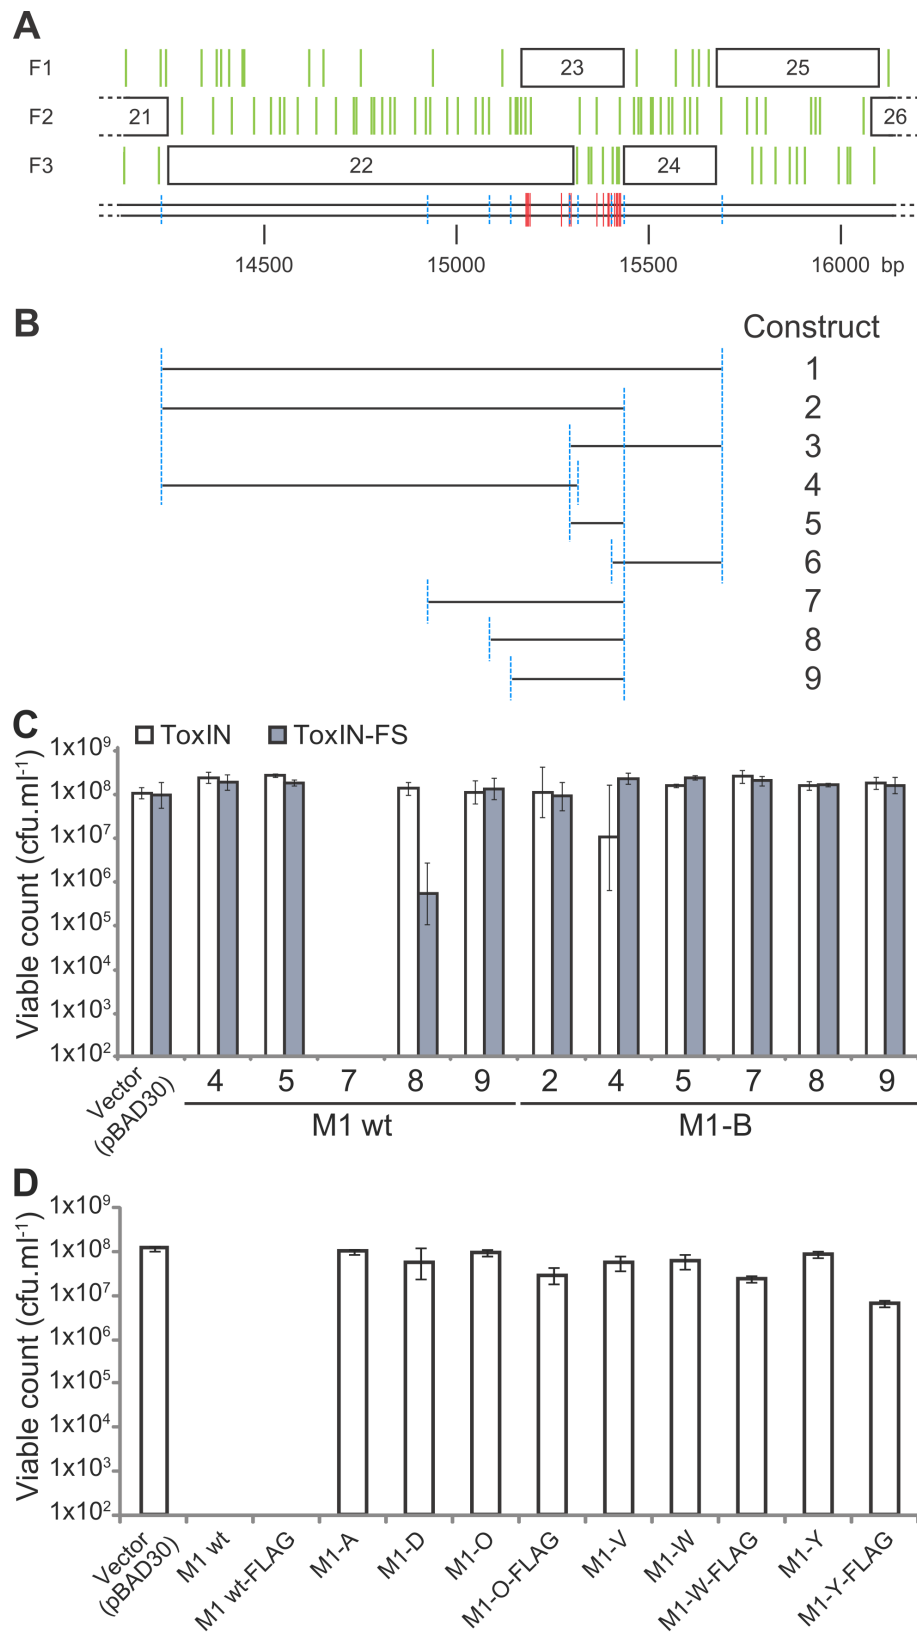 A
F1
23
25
F2
21
26
F3
22
24
14500 15000 15500 16000 bp
B
Construct
1
2
3
4
5
6
7
8
9
C
ToxIN ToxIN-FS
Viable count (cfu.ml⁻¹)
1x10⁹
1x10⁸
1x10⁷
1x10⁶
1x10⁵
1x10⁴
1x10³
1x10²
Vector (pBAD30)
4 5 7 8 9 2 4 5 7 8 9
M1 wt M1-B
D
Viable count (cfu.ml⁻¹)
1x10⁹
1x10⁸
1x10⁷
1x10⁶
1x10⁵
1x10⁴
1x10³
1x10²
Vector (pBAD30)
M1 wt
M1 wt-FLAG
M1-A
M1-D
M1-O
M1-O-FLAG
M1-V
M1-W
M1-W-FLAG
M1-Y
M1-Y-FLAG